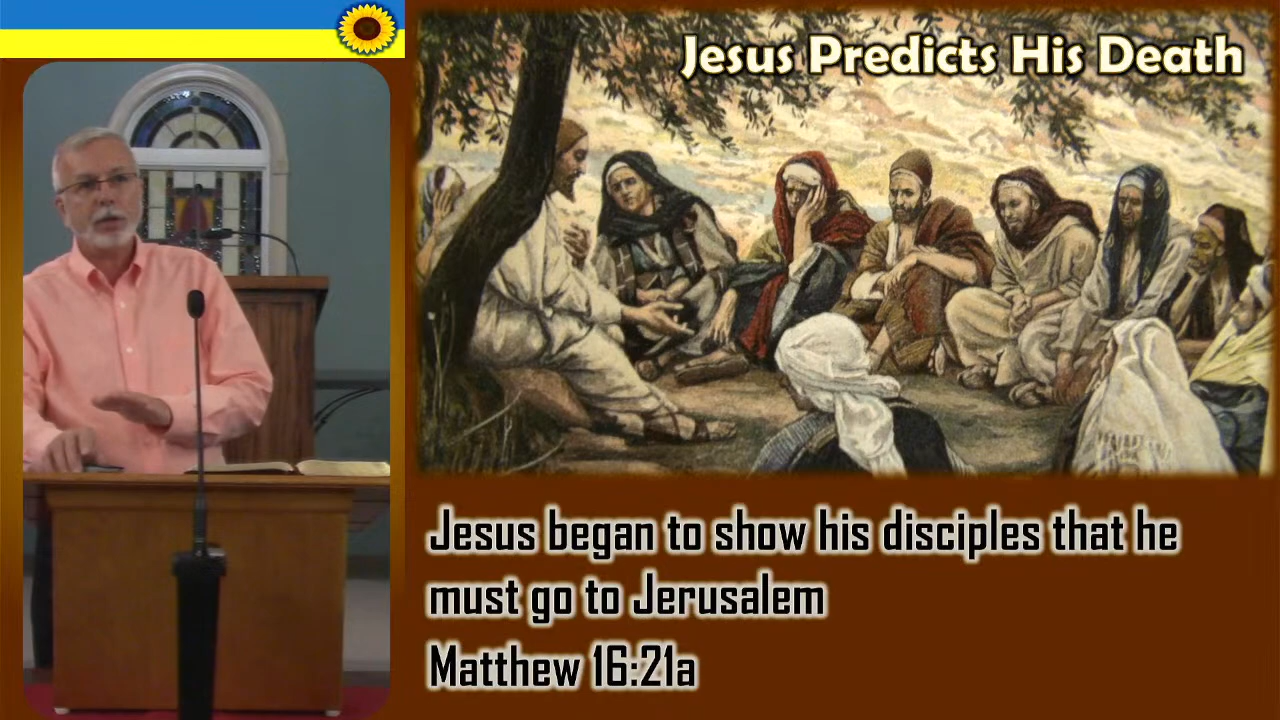 Jesus Predicts His Death
Jesus began to show his disciples that he
must go to Jerusalem
Matthew 16:21a